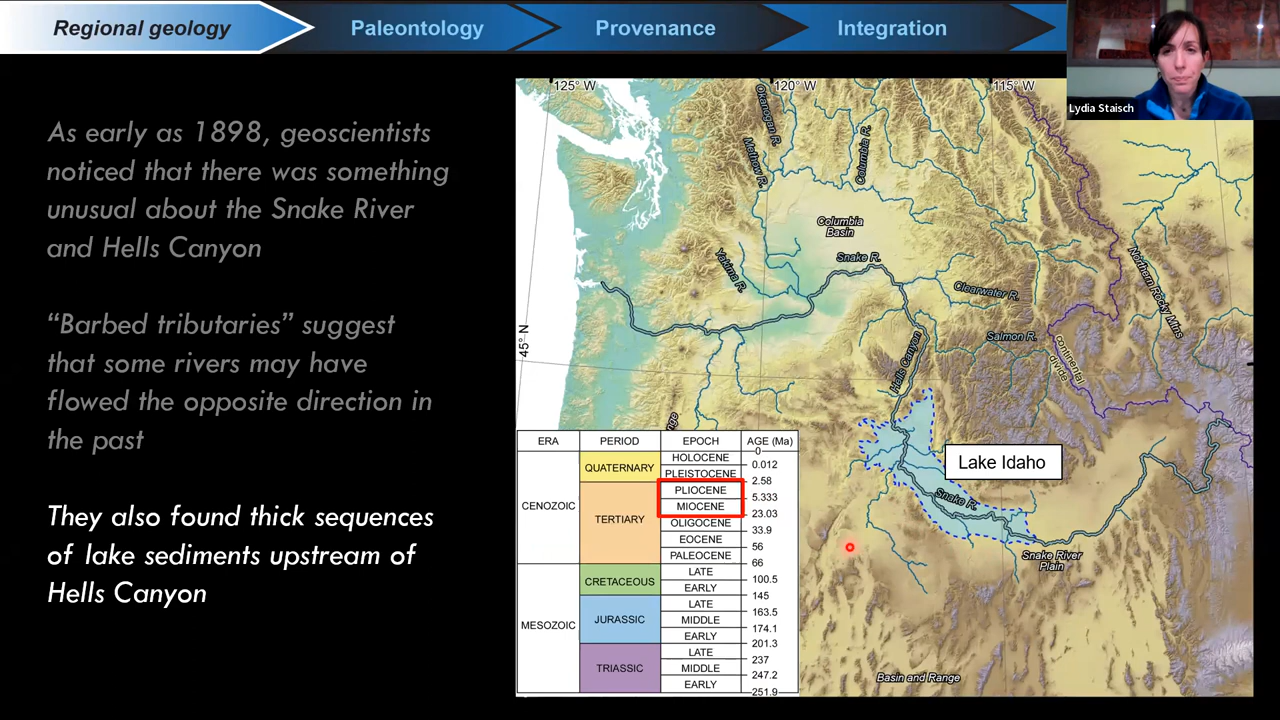 Regional geology
Paleontology
Provenance
Integration
Lydia Staisch
As early as 1898, geoscientists
noticed that there was something
unusual about the Snake River
and Hells Canyon
“Barbed tributaries” suggest
that some rivers may have
flowed the opposite direction in
the past
They also found thick sequences
of lake sediments upstream of
Hells Canyon
125° W
120° W
115° W
45° N
Okanogan R.
Methow R.
Columbia R.
Columbia
Basin
Yakima R.
Snake R.
Clearwater R.
Northern Rocky Mtns
Salmon R.
continental
divide
Hells Canyon
Lake Idaho
Snake R.
Snake River
Plain
Basin and Range
nge
ERA
PERIOD
EPOCH
AGE (Ma)
0
CENOZOIC
QUATERNARY
HOLOCENE
0.012
PLEISTOCENE
2.58
TERTIARY
PLIOCENE
5.333
MIOCENE
23.03
OLIGOCENE
33.9
EOCENE
56
PALEOCENE
66
MESOZOIC
CRETACEOUS
LATE
100.5
EARLY
145
JURASSIC
LATE
163.5
MIDDLE
174.1
EARLY
201.3
TRIASSIC
LATE
237
MIDDLE
247.2
EARLY
251.9